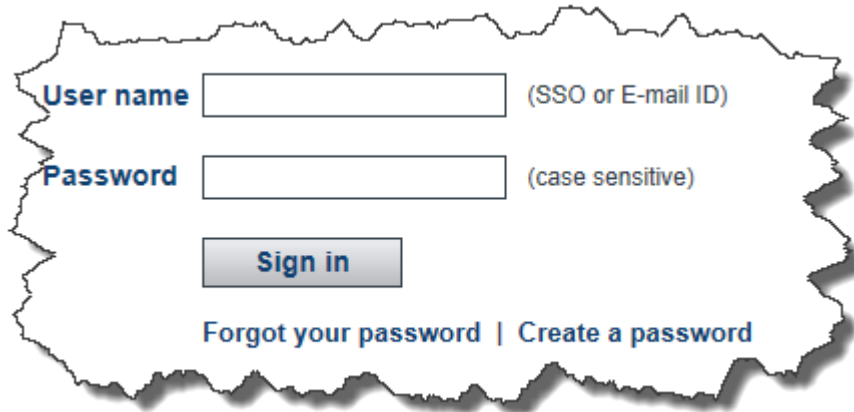 User name (SSO or E-mail ID)
Password (case sensitive)
Sign in
Forgot your password | Create a password